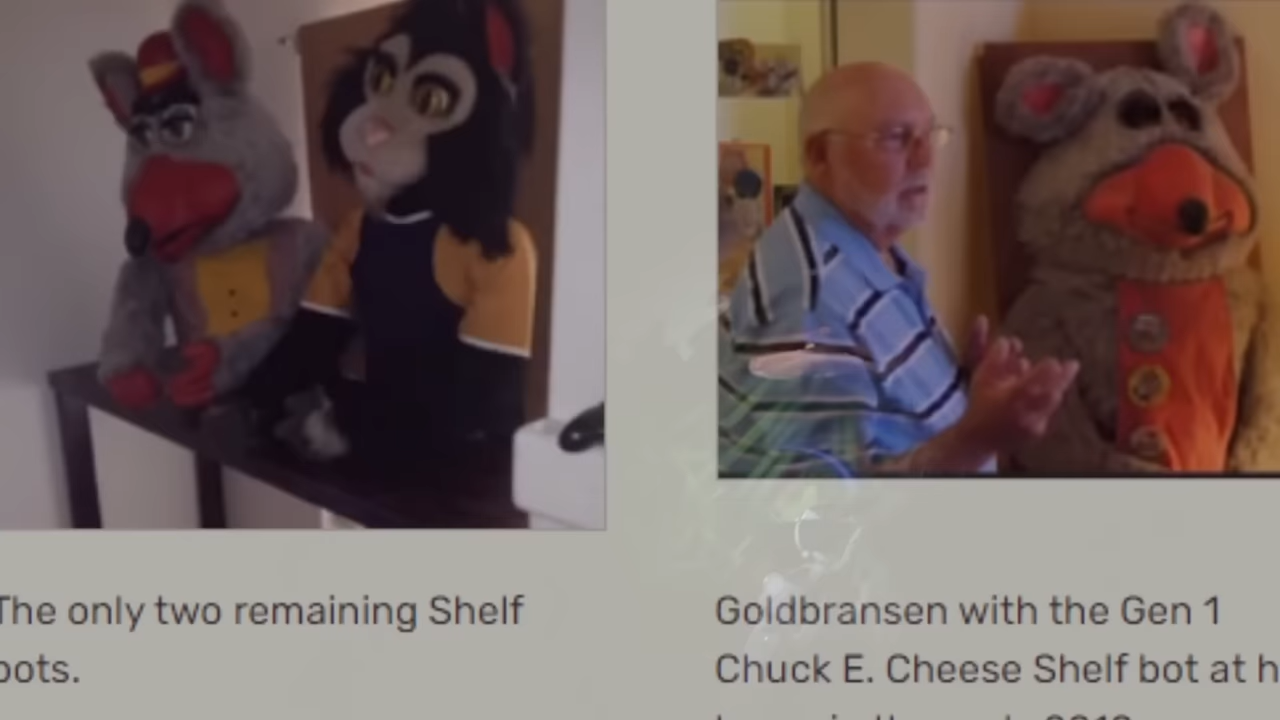 The only two remaining Shelf
bots.
Goldbransen with the Gen 1
Chuck E. Cheese Shelf bot at h